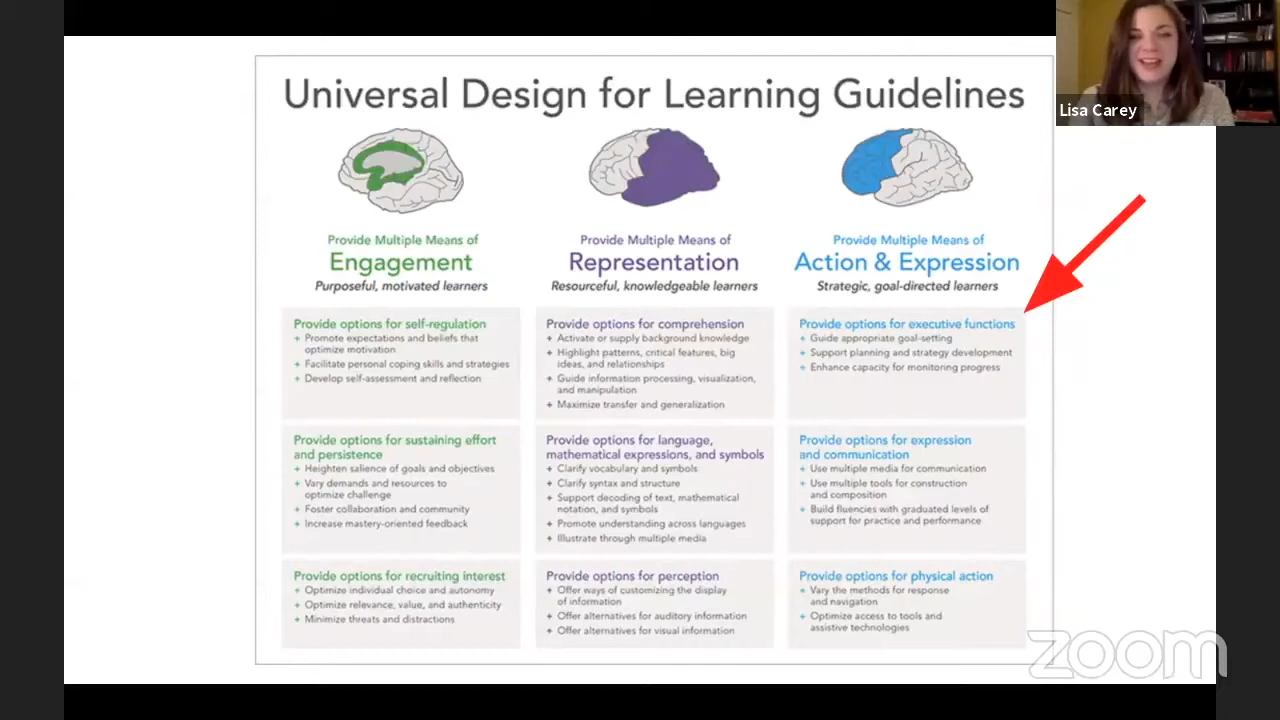 Universal Design for Learning Guidelines
Lisa Carey
Provide Multiple Means of
Engagement
Purposeful, motivated learners
Provide options for self-regulation
+ Promote expectations and beliefs that
optimize motivation
+ Facilitate personal coping skills and strategies
+ Develop self-assessment and reflection
Provide options for sustaining effort
and persistence
+ Heighten salience of goals and objectives
+ Vary demands and resources to
optimize challenge
+ Foster collaboration and community
+ Increase mastery-oriented feedback
Provide options for recruiting interest
+ Optimize individual choice and autonomy
+ Optimize relevance, value, and authenticity
+ Minimize threats and distractions
Provide Multiple Means of
Representation
Resourceful, knowledgeable learners
Provide options for comprehension
+ Activate or supply background knowledge
+ Highlight patterns, critical features, big
ideas, and relationships
+ Guide information processing, visualization,
and manipulation
+ Maximize transfer and generalization
Provide options for language,
mathematical expressions, and symbols
+ Clarify vocabulary and symbols
+ Clarify syntax and structure
+ Support decoding of text, mathematical
notation, and symbols
+ Promote understanding across languages
+ Illustrate through multiple media
Provide options for perception
+ Offer ways of customizing the display
of information
+ Offer alternatives for auditory information
+ Offer alternatives for visual information
Provide Multiple Means of
Action & Expression
Strategic, goal-directed learners
Provide options for executive functions
+ Guide appropriate goal-setting
+ Support planning and strategy development
+ Enhance capacity for monitoring progress
Provide options for expression
and communication
+ Use multiple media for communication
+ Use multiple tools for construction
and composition
+ Build fluencies with graduated levels of
support for practice and performance
Provide options for physical action
+ Vary the methods for response
and navigation
+ Optimize access to tools and
assistive technologies
zoom